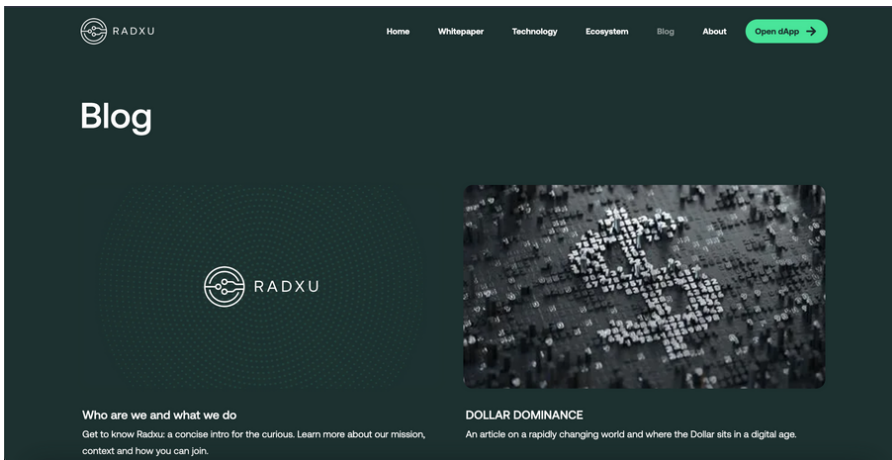 RADXU
Home
Whitepaper
Technology
Ecosystem
Blog
About
Open dApp
Blog
RADXU
Who are we and what we do
Get to know Radxu: a concise intro for the curious. Learn more about our mission,
context and how you can join.
DOLLAR DOMINANCE
An article on a rapidly changing world and where the Dollar sits in a digital age.